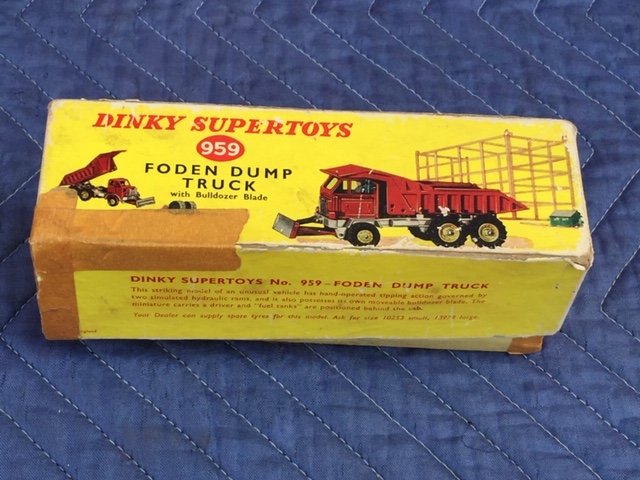 DINKY SUPERTOYS
959
FODEN DUMP
TRUCK
with Bulldozer Blade
DINKY SUPERTOYS No. 959—FODEN DUMP TRUCK
This striking model of an unusual vehicle has hand-operated tipping action governed by
two simulated hydraulic rams, and it also possesses its own moveable bulldozer blade. The
miniature carries a driver and "fuel tanks" are positioned behind the cab.
Your Dealer can supply spare tyres for this model. Ask for size 10253 small, 13978 large.